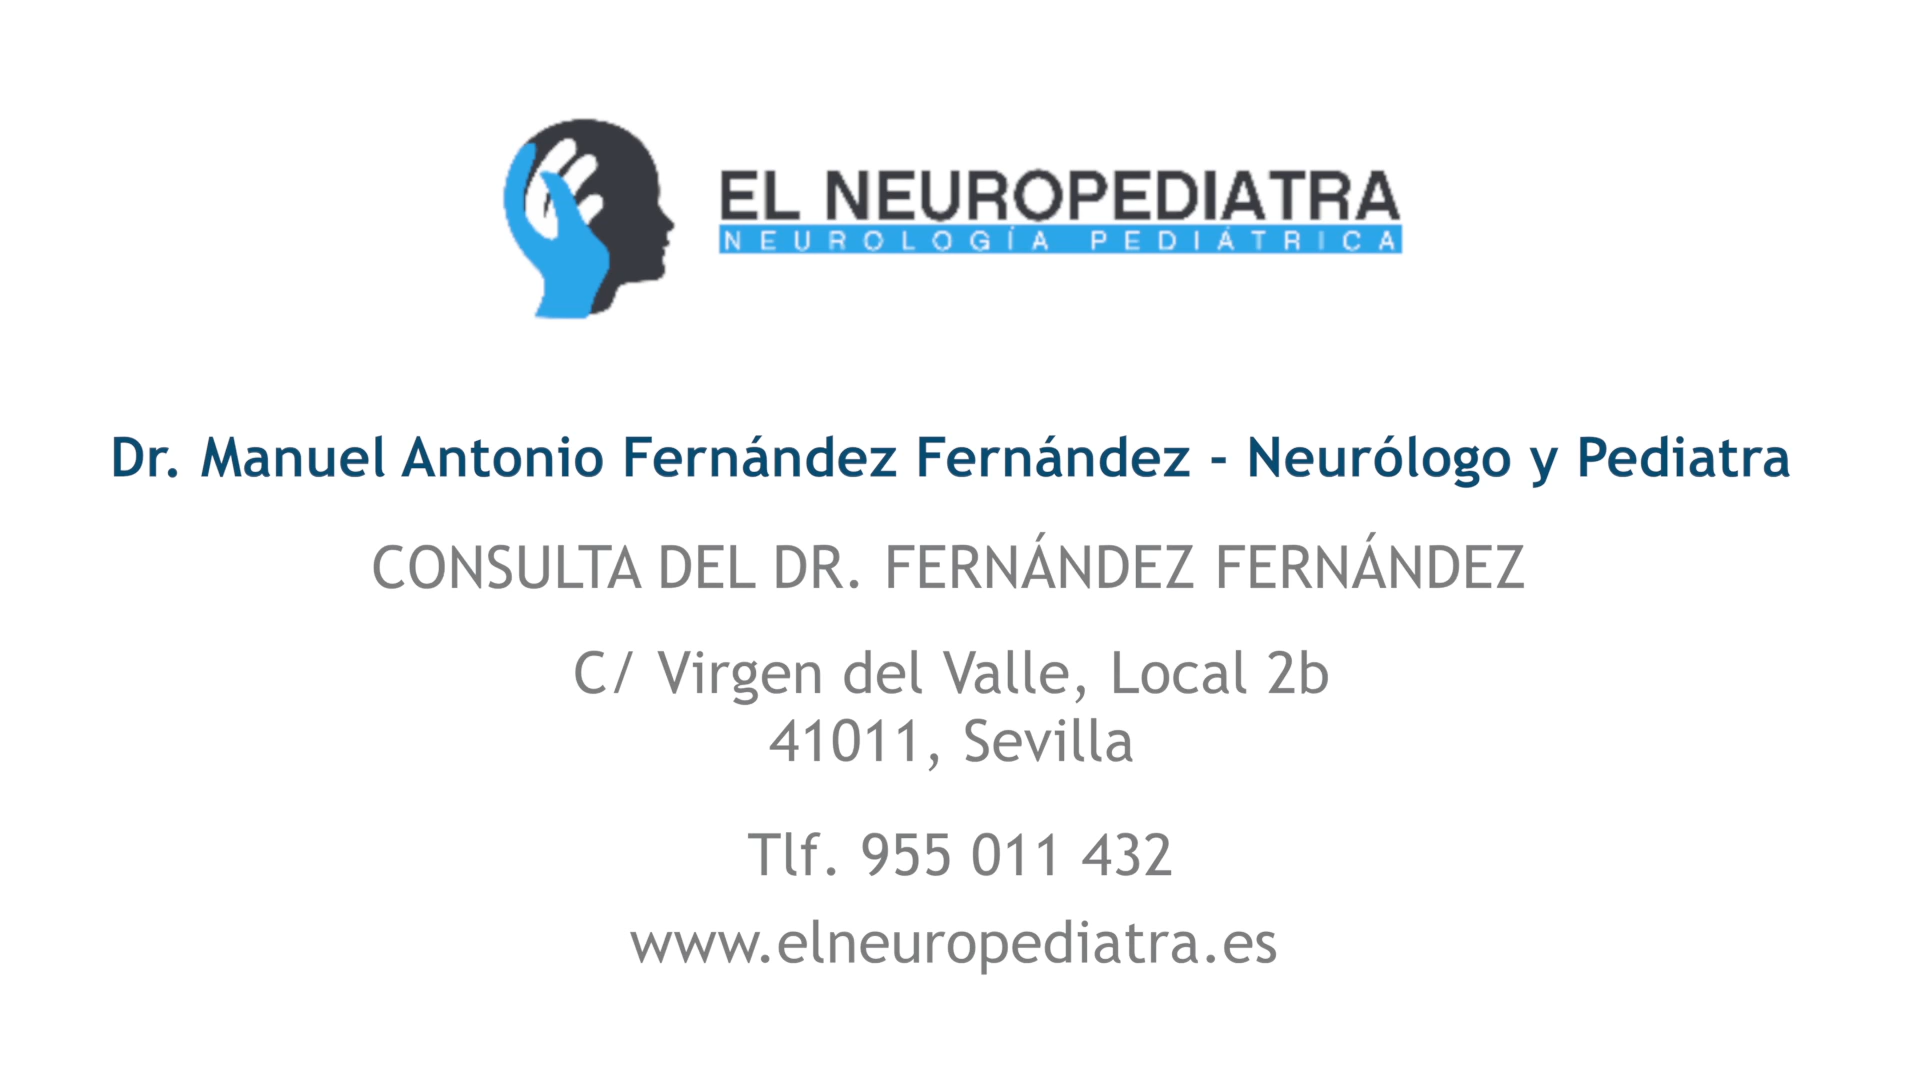 EL NEUROPEDIATRA
NEUROLOGÍA PEDIÁTRICA
Dr. Manuel Antonio Fernández Fernández - Neurólogo y Pediatra
CONSULTA DEL DR. FERNÁNDEZ FERNÁNDEZ
C/ Virgen del Valle, Local 2b
41011, Sevilla
Tlf. 955 011 432
www.elneuropediatra.es